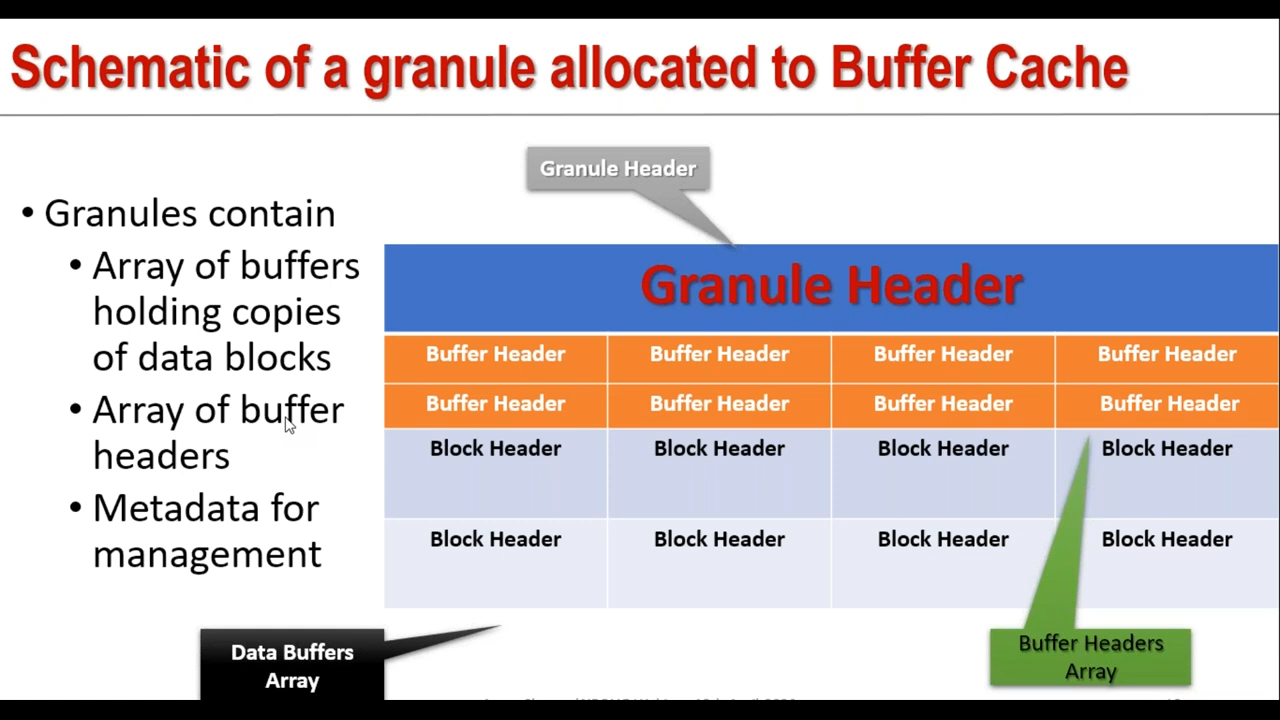 Schematic of a granule allocated to Buffer Cache
Granule Header
• Granules contain
• Array of buffers
holding copies
of data blocks
• Array of buffer
headers
• Metadata for
management
Granule Header
Buffer Header Buffer Header Buffer Header Buffer Header
Buffer Header Buffer Header Buffer Header Buffer Header
Block Header Block Header Block Header Block Header
Block Header Block Header Block Header Block Header
Data Buffers
Array
Buffer Headers
Array